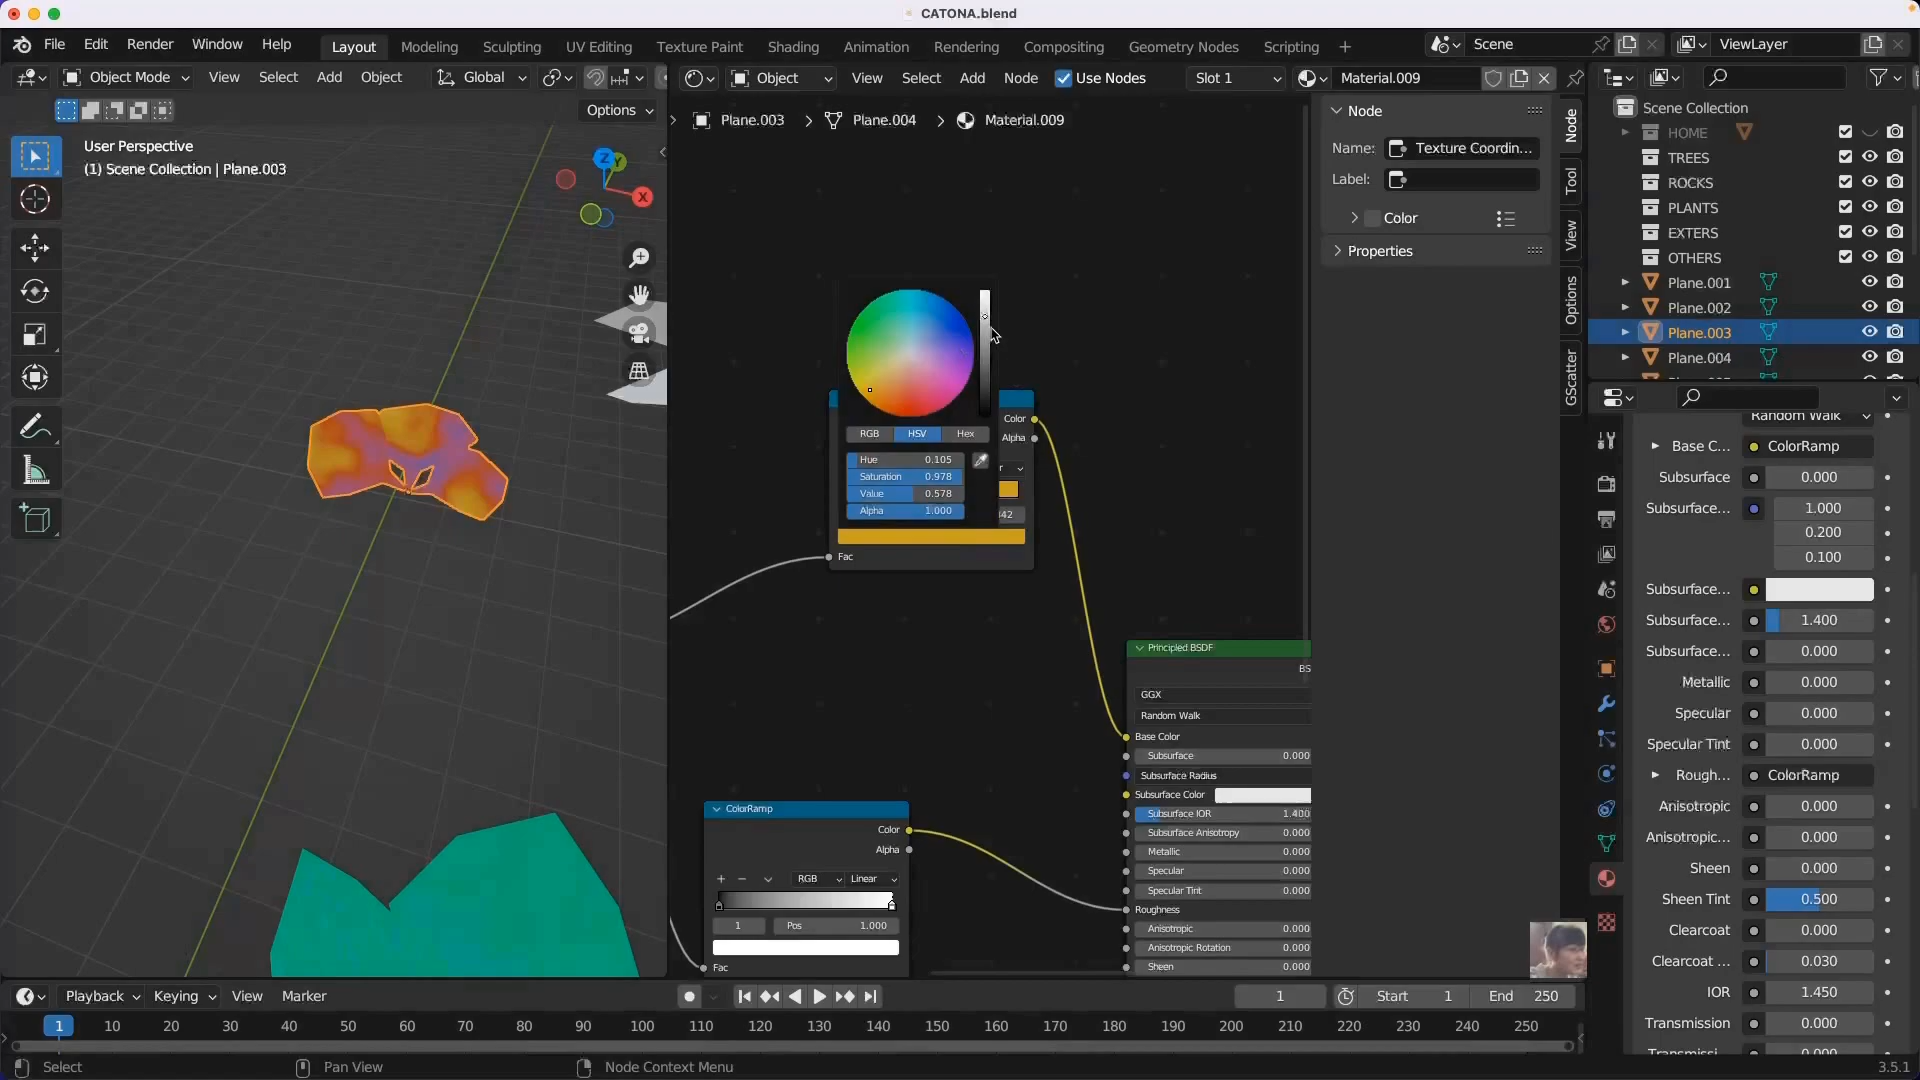 CATONA.blend
File Edit Render Window Help
Layout Modeling Sculpting UV Editing Texture Paint Shading Animation Rendering Compositing Geometry Nodes Scripting +
Scene
ViewLayer
Object Mode View Select Add Object Global
Options
User Perspective
(1) Scene Collection | Plane.003
Z
Y
X
Object View Select Add Node Use Nodes Slot 1 Material.009
Plane.003 > Plane.004 > Material.009
RGB HSV Hex
Hue 0.105
Saturation 0.978
Value 0.578
Alpha 1.000
Color
Alpha
r
042
Fac
Principled BSDF
BS
GGX
Random Walk
Base Color
Subsurface 0.000
Subsurface Radius
Subsurface Color
Subsurface IOR 1.400
Subsurface Anisotropy 0.000
Metallic 0.000
Specular 0.000
Specular Tint 0.000
Roughness
Anisotropic 0.000
Anisotropic Rotation 0.000
Sheen 0.000
ColorRamp
Color
Alpha
+ − RGB Linear
1 Pos 1.000
Fac
Node
Name: Texture Coordin...
Label:
Color
Properties
Node
Tool
View
Options
GScatter
Scene Collection
HOME
TREES
ROCKS
PLANTS
EXTERS
OTHERS
Plane.001
Plane.002
Plane.003
Plane.004
Random Walk
Base C... ColorRamp
Subsurface 0.000
Subsurface... 1.000
0.200
0.100
Subsurface...
Subsurface... 1.400
Subsurface... 0.000
Metallic 0.000
Specular 0.000
Specular Tint 0.000
Rough... ColorRamp
Anisotropic 0.000
Anisotropic... 0.000
Sheen 0.000
Sheen Tint 0.500
Clearcoat 0.000
Clearcoat ... 0.030
IOR 1.450
Transmission 0.000
Transmissi... 0.000
Playback Keying View Marker
1 Start 1 End 250
1 10 20 30 40 50 60 70 80 90 100 110 120 130 140 150 160 170 180 190 200 210 220 230 240 250
Select Pan View Node Context Menu 3.5.1